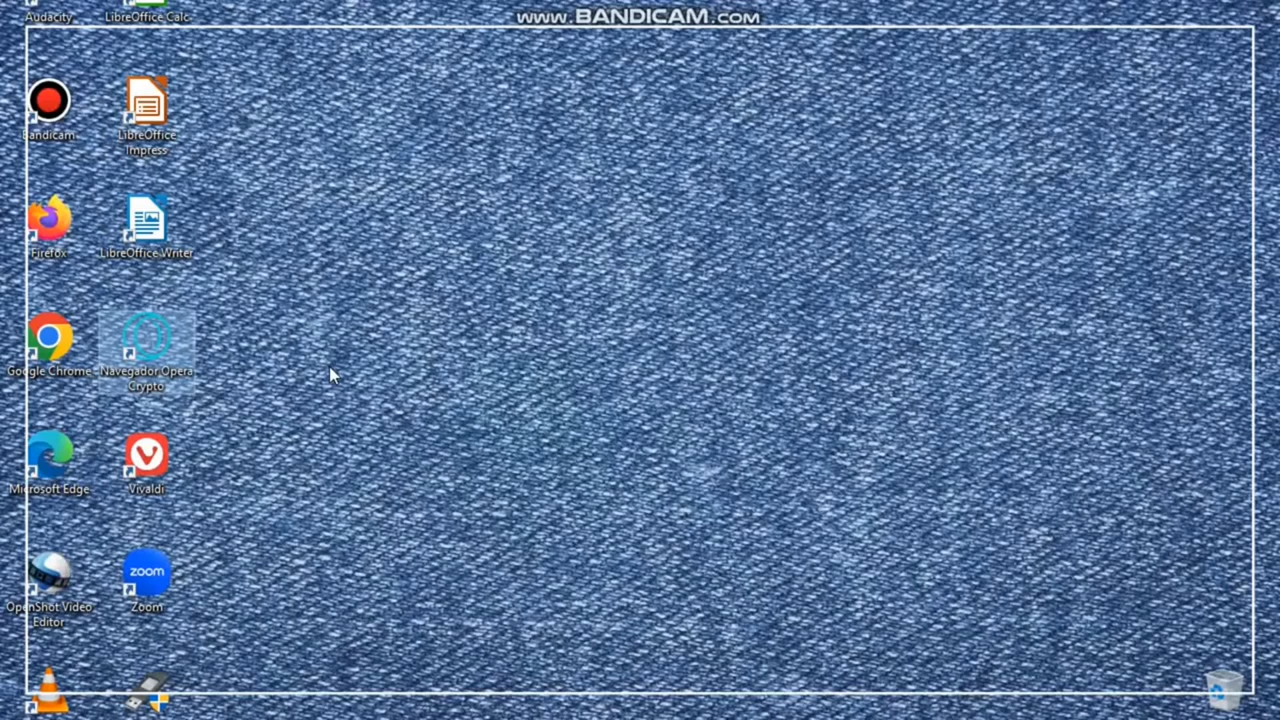 www.BANDICAM.com
Audacity
LibreOffice Calc
Bandicam
LibreOffice
Impress
Firefox
LibreOffice Writer
Google Chrome
Navegador Opera
Crypto
Microsoft Edge
Vivaldi
zoom
OpenShot Video
Editor
Zoom